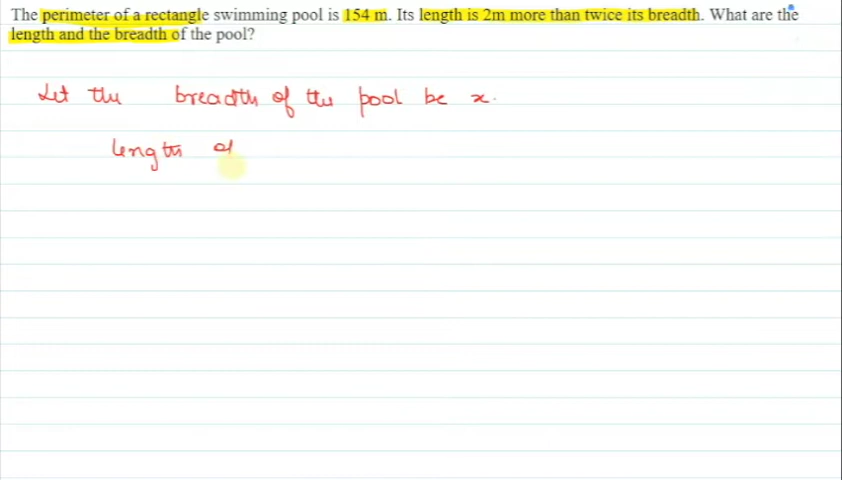 The perimeter of a rectangle swimming pool is 154 m. Its length is 2m more than twice its breadth. What are the
length and the breadth of the pool?
Let the breadth of the pool be x.
length of